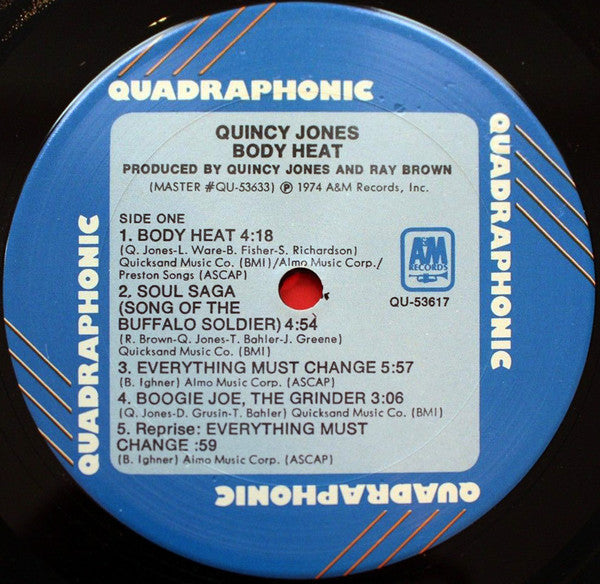 QUADRAPHONIC
QUINCY JONES
BODY HEAT
PRODUCED BY QUINCY JONES AND RAY BROWN
(MASTER #QU-53633) ℗ 1974 A&M Records, Inc.
SIDE ONE
1. BODY HEAT 4:18
(Q. Jones-L. Ware-B. Fisher-S. Richardson)
Quicksand Music Co. (BMI)/Almo Music Corp./
Preston Songs (ASCAP)
2. SOUL SAGA
(SONG OF THE
BUFFALO SOLDIER) 4:54
(R. Brown-Q. Jones-T. Bahler-J. Greene)
Quicksand Music Co. (BMI)
3. EVERYTHING MUST CHANGE 5:57
(B. Ighner) Almo Music Corp. (ASCAP)
4. BOOGIE JOE, THE GRINDER 3:06
(Q. Jones-D. Grusin-T. Bahler) Quicksand Music Co. (BMI)
5. Reprise: EVERYTHING MUST
CHANGE :59
(B. Ighner) Almo Music Corp. (ASCAP)
A&M
RECORDS
QU-53617
QUADRAPHONIC
QUADRAPHONIC
QUADRAPHONIC